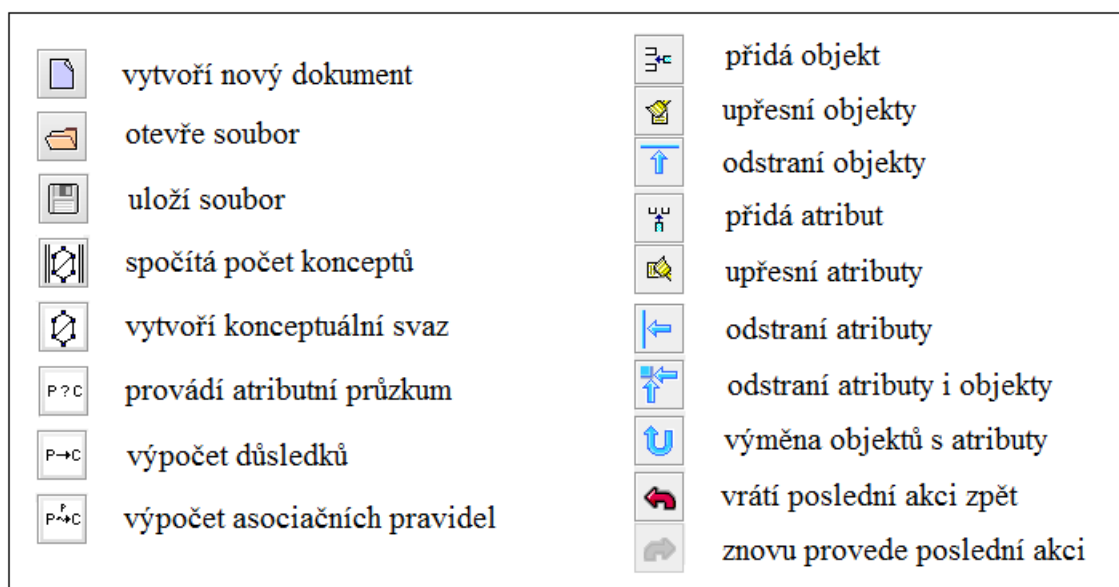 vytvoří nový dokument
otevře soubor
uloží soubor
spočítá počet konceptů
vytvoří konceptuální svaz
P?C provádí atributní průzkum
P→C výpočet důsledků
P
P↝C výpočet asociačních pravidel
přidá objekt
upřesní objekty
odstraní objekty
přidá atribut
upřesní atributy
odstraní atributy
odstraní atributy i objekty
výměna objektů s atributy
vrátí poslední akci zpět
znovu provede poslední akci